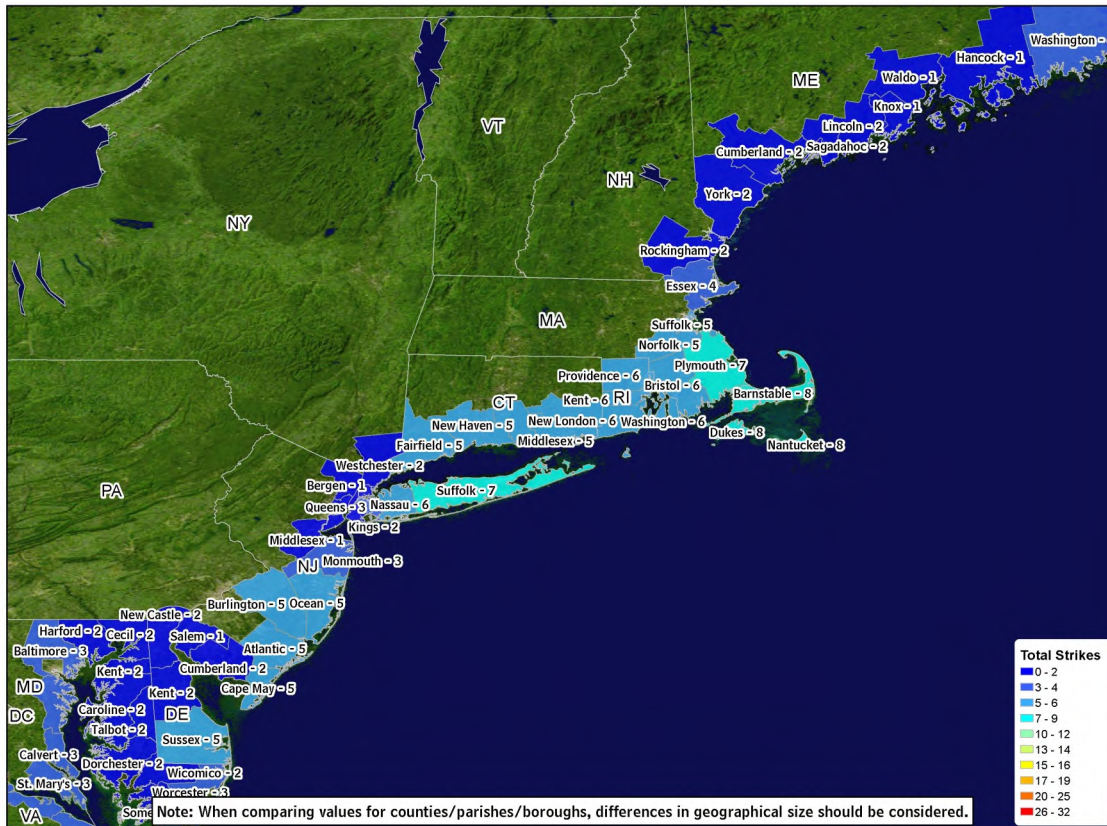 Washington -
Hancock - 1
ME
Waldo - 1
Knox - 1
VT
Lincoln - 2
Cumberland - 2
Sagadahoc - 2
NH
York - 2
NY
Rockingham - 2
Essex - 4
MA
Suffolk - 5
Norfolk - 5
Plymouth - 7
Providence - 6
Bristol - 6
Barnstable - 8
Kent - 6
RI
CT
New Haven - 5
New London - 6
Washington - 6
Dukes - 8
Fairfield - 5
Middlesex - 5
Nantucket - 8
Westchester - 2
Bergen - 1
Suffolk - 7
PA
Queens - 3
Nassau - 6
Kings - 2
Middlesex - 1
Monmouth - 3
NJ
Burlington - 5
Ocean - 5
New Castle - 2
Harford - 2
Cecil - 2
Salem - 1
Baltimore - 3
Atlantic - 5
Kent - 2
Cumberland - 2
MD
Kent - 2
Cape May - 5
Caroline - 2
DC
DE
Talbot - 2
Sussex - 5
Calvert - 3
Dorchester - 2
Wicomico - 2
St. Mary's - 3
Worcester - 3
VA
Total Strikes
0 - 2
3 - 4
5 - 6
7 - 9
10 - 12
13 - 14
15 - 16
17 - 19
20 - 25
26 - 32
Note: When comparing values for counties/parishes/boroughs, differences in geographical size should be considered.